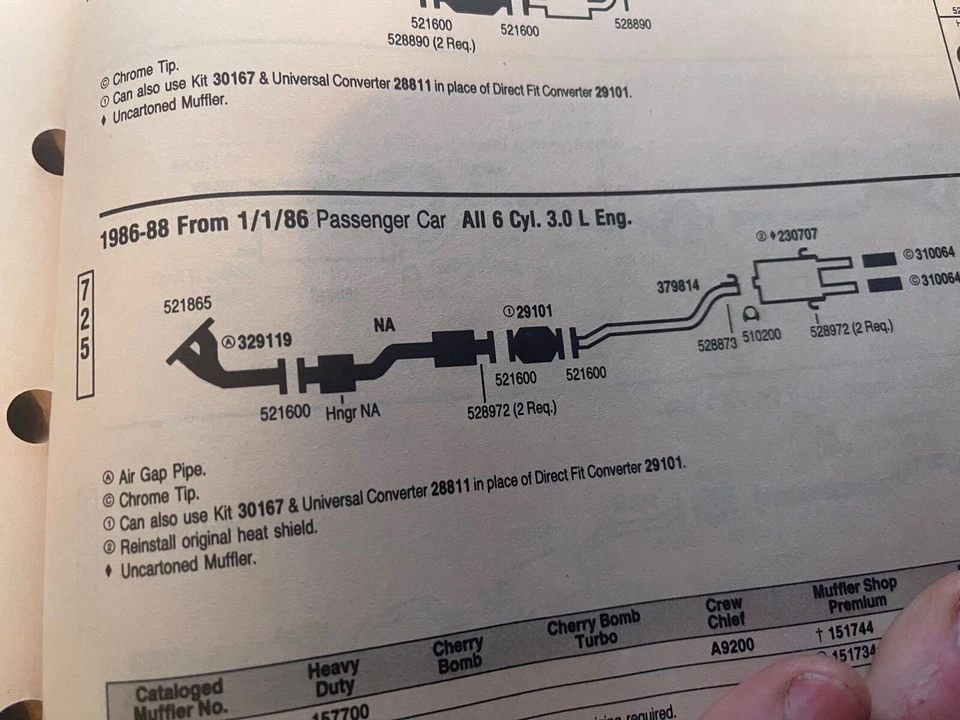 521600
528890 (2 Req.)
521600
528890
© Chrome Tip.
① Can also use Kit 30167 & Universal Converter 28811 in place of Direct Fit Converter 29101.
♦ Uncartoned Muffler.
1986-88 From 1/1/86 Passenger Car All 6 Cyl. 3.0 L Eng.
725
521865
Ⓐ329119
NA
①29101
379814
②♦230707
©310064
©310064
521600
Hngr NA
528972 (2 Req.)
521600
521600
528873
510200
528972 (2 Req.)
Ⓐ Air Gap Pipe.
© Chrome Tip.
① Can also use Kit 30167 & Universal Converter 28811 in place of Direct Fit Converter 29101.
② Reinstall original heat shield.
♦ Uncartoned Muffler.
Cataloged
Muffler No.
Heavy
Duty
Cherry
Bomb
Cherry Bomb
Turbo
Crew
Chief
Muffler Shop
Premium
157700
A9200
† 151744
151734
required.